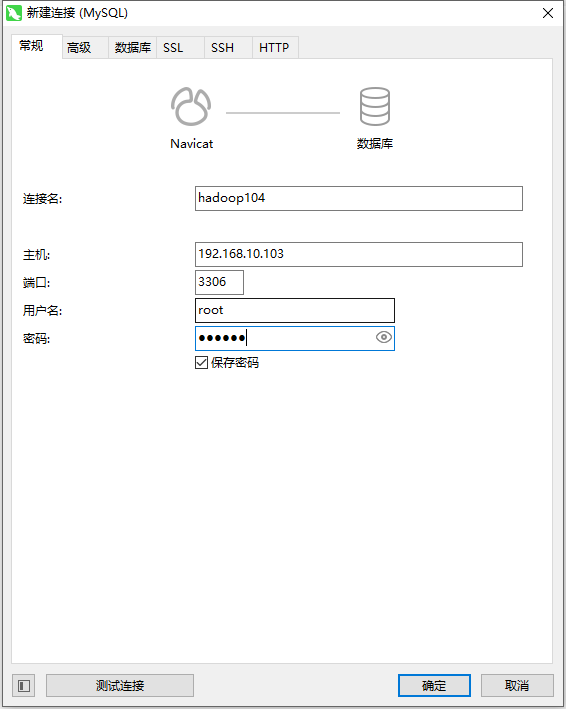 新建连接 (MySQL)
常规 高级 数据库 SSL SSH HTTP
Navicat 数据库
连接名: hadoop104
主机: 192.168.10.103
端口: 3306
用户名: root
密码: ●●●●●●
保存密码
测试连接 确定 取消